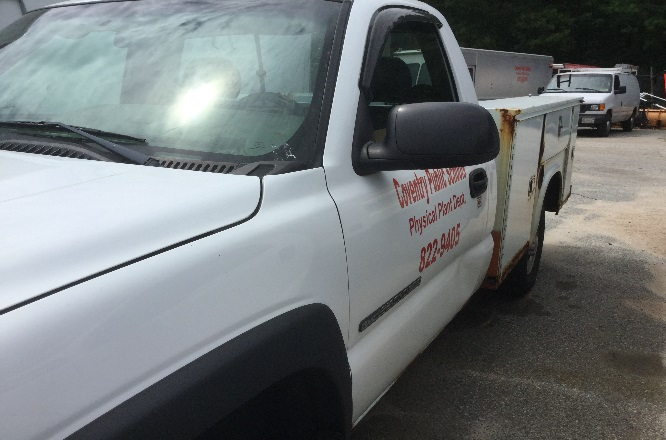 Coventry Public Schools
Physical Plant Dept.
822-9405